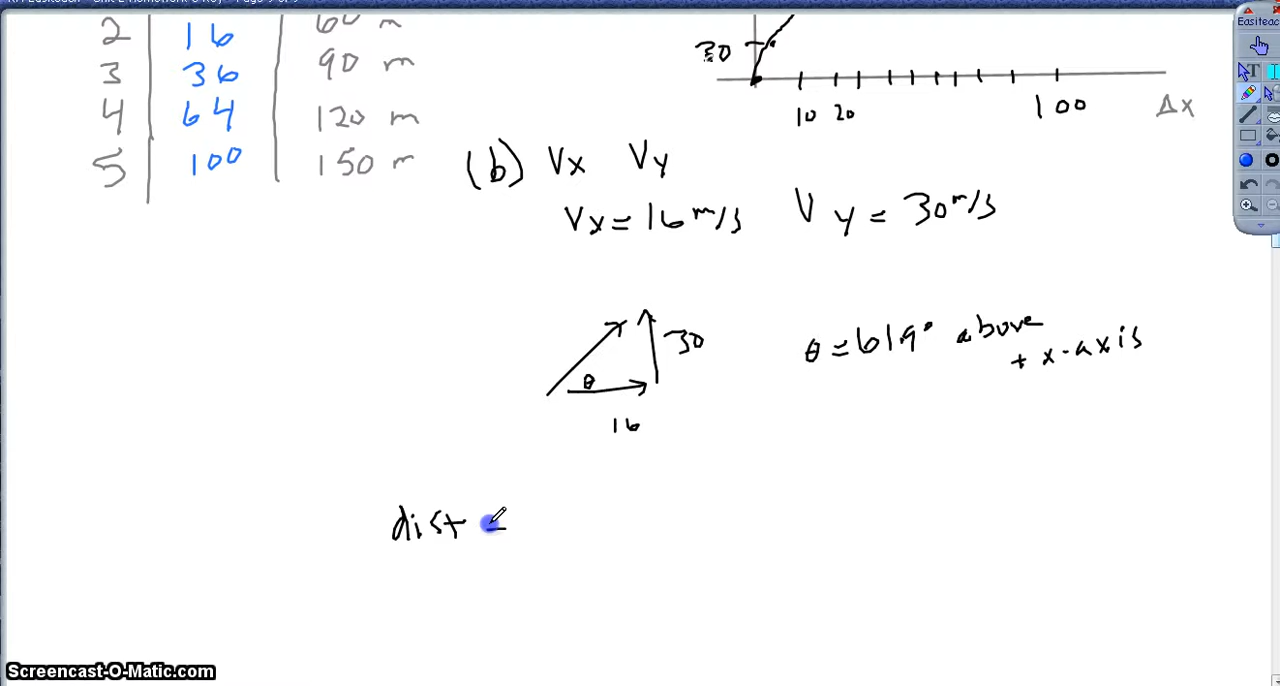 2 16 60 m
3 36 90 m
4 64 120 m
5 100 150 m
30
10 20 100 Δx
(b) Vx Vy
Vx = 16 m/s Vy = 30 m/s
30
θ
16
θ = 61.9° above
+ x-axis
dist =
Easiteac
Screencast-O-Matic.com